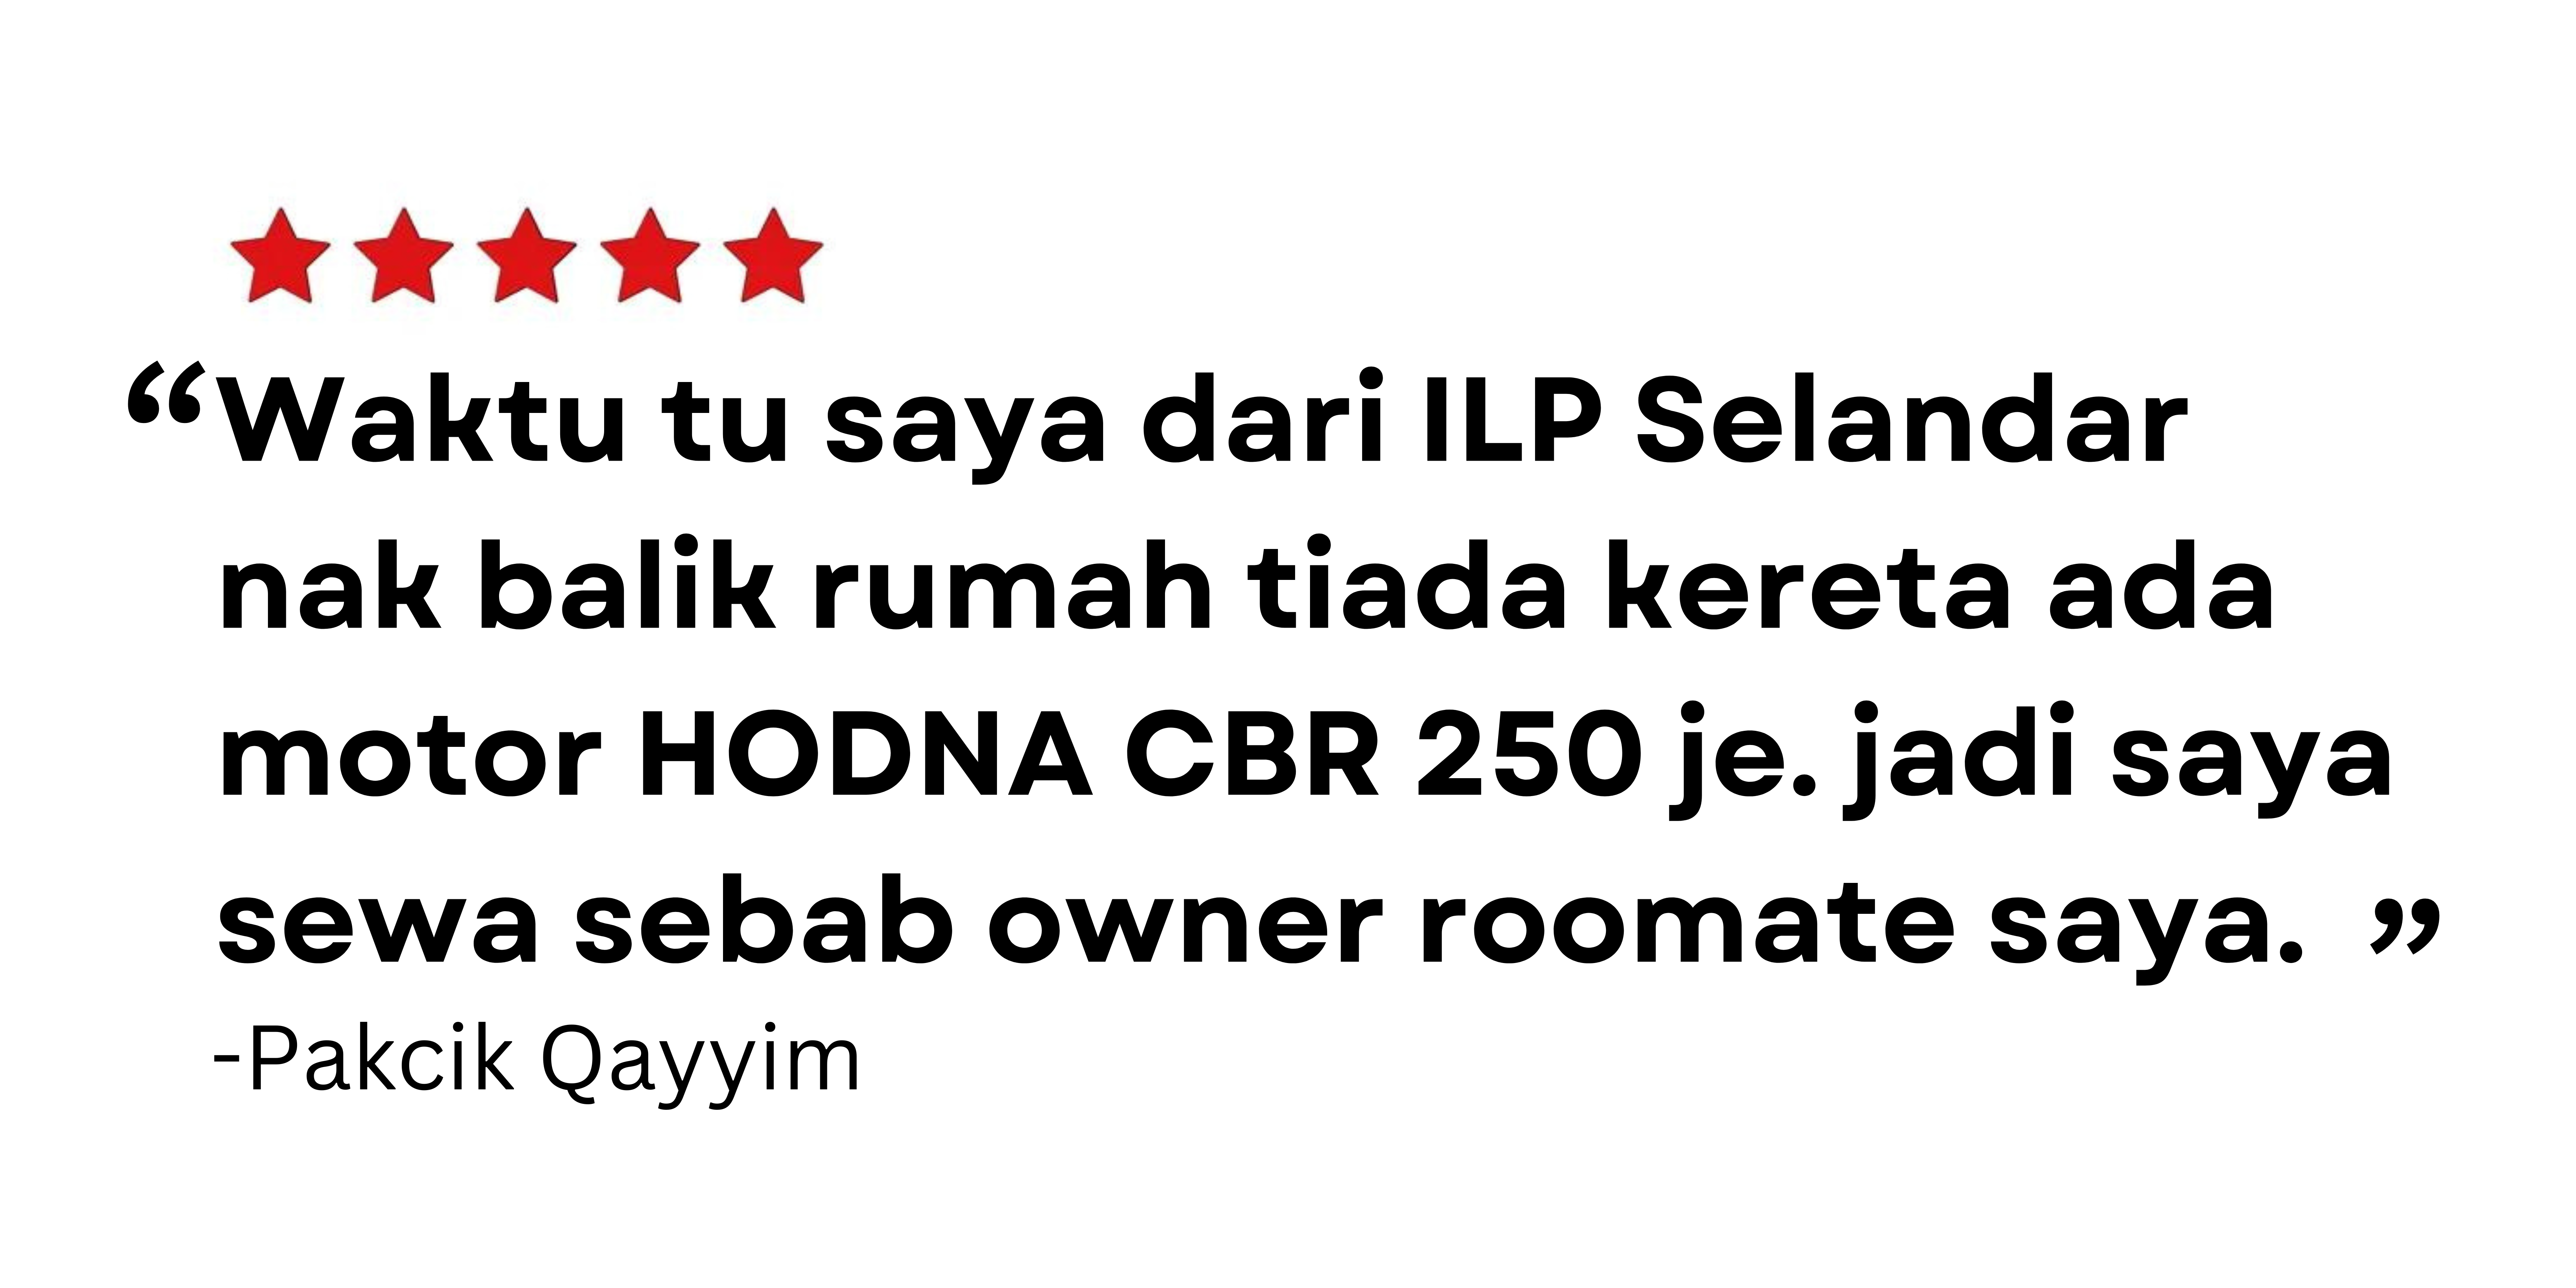 “Waktu tu saya dari ILP Selandar
nak balik rumah tiada kereta ada
motor HODNA CBR 250 je. jadi saya
sewa sebab owner roomate saya. ”
-Pakcik Qayyim